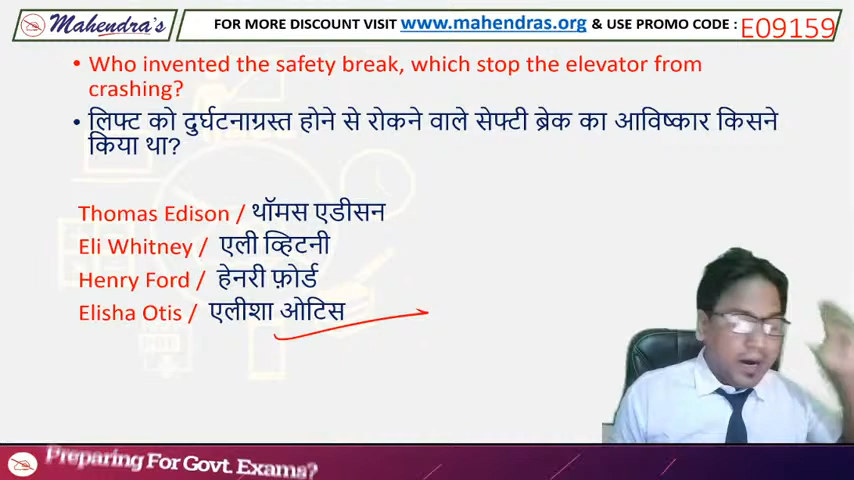 Mahendra's
FOR MORE DISCOUNT VISIT www.mahendras.org & USE PROMO CODE : E09159
• Who invented the safety break, which stop the elevator from
crashing?
• लिफ्ट को दुर्घटनाग्रस्त होने से रोकने वाले सेफ्टी ब्रेक का आविष्कार किसने
किया था?
Thomas Edison / थॉमस एडीसन
Eli Whitney / एली व्हिटनी
Henry Ford / हेनरी फ़ोर्ड
Elisha Otis / एलीशा ओटिस
Preparing For Govt. Exams?